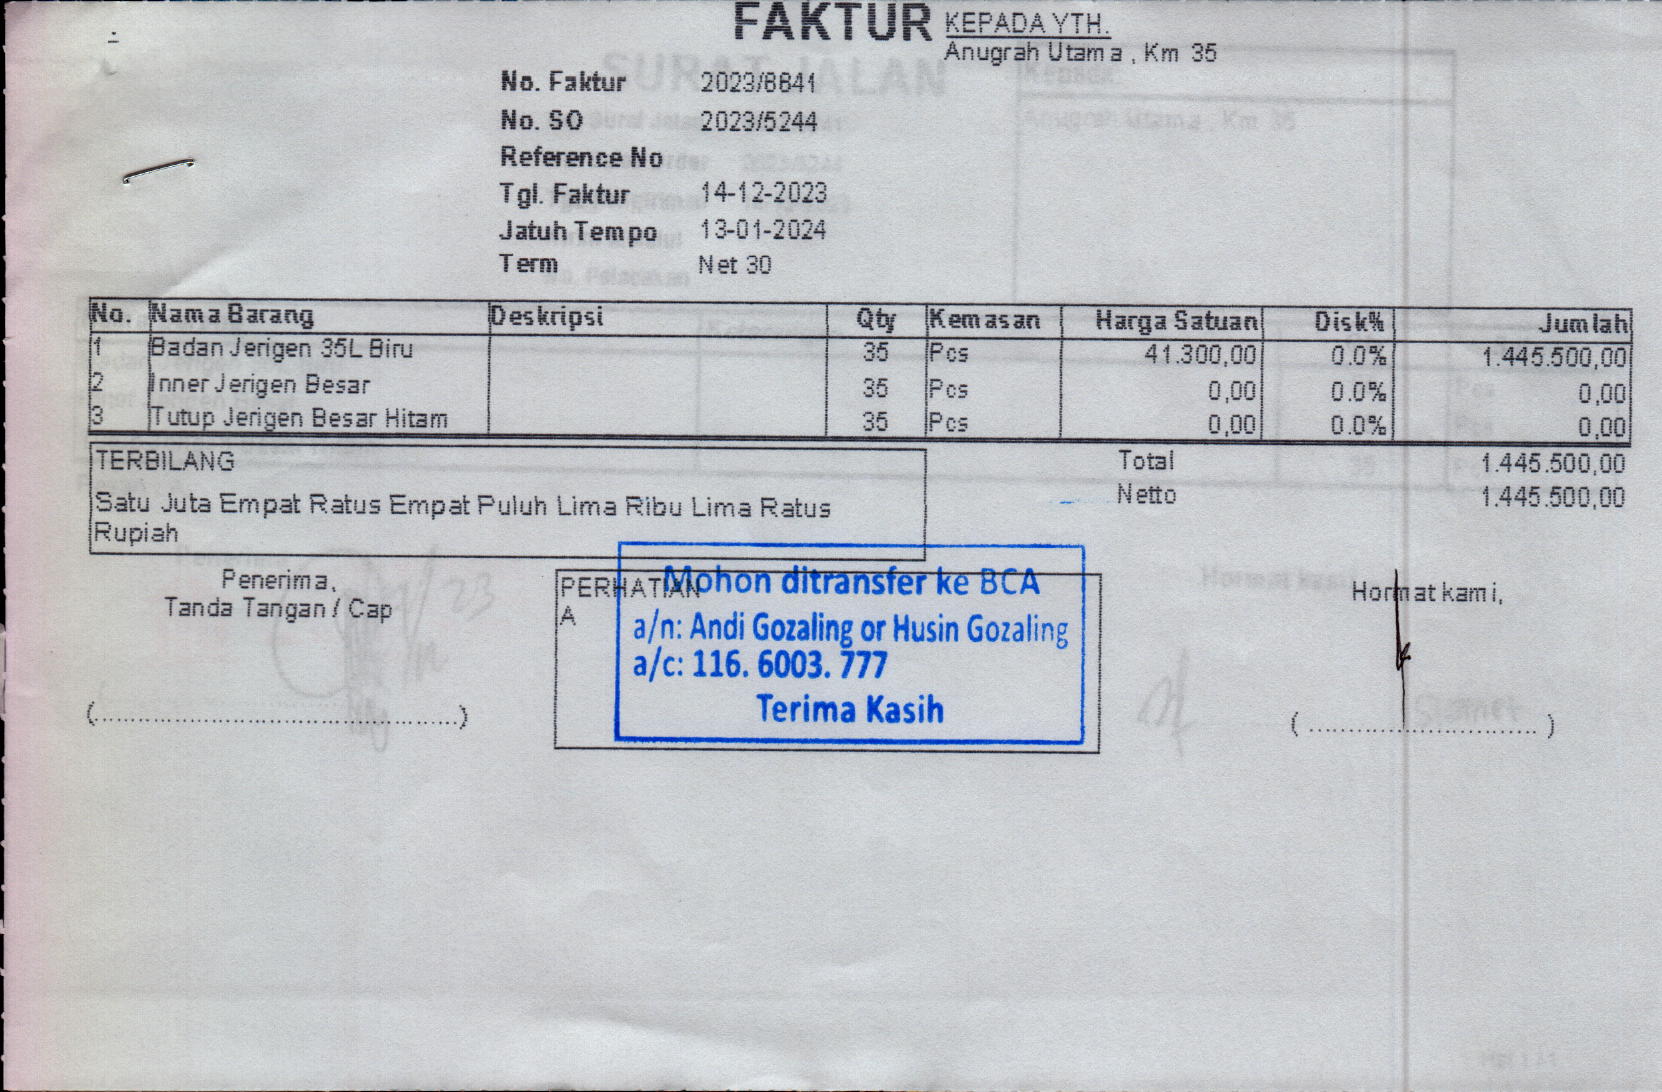 FAKTUR
KEPADA YTH.
Anugrah Utama , Km 35
No. Faktur 2023/8841
No. SO 2023/5244
Reference No
Tgl. Faktur 14-12-2023
Jatuh Tempo 13-01-2024
Term Net 30
No. Nama Barang Deskripsi Qty Kemasan Harga Satuan Disk% Jumlah
1 Badan Jerigen 35L Biru 35 Pcs 41.300,00 0.0% 1.445.500,00
2 Inner Jerigen Besar 35 Pcs 0,00 0.0% 0,00
3 Tutup Jerigen Besar Hitam 35 Pcs 0,00 0.0% 0,00
TERBILANG
Satu Juta Empat Ratus Empat Puluh Lima Ribu Lima Ratus
Rupiah
Total 1.445.500,00
Netto 1.445.500,00
Penerima,
Tanda Tangan / Cap
(........................................................)
PERHATIAN
A
Mohon ditransfer ke BCA
a/n: Andi Gozaling or Husin Gozaling
a/c: 116. 6003. 777
Terima Kasih
Hormat kami,
(...................................)